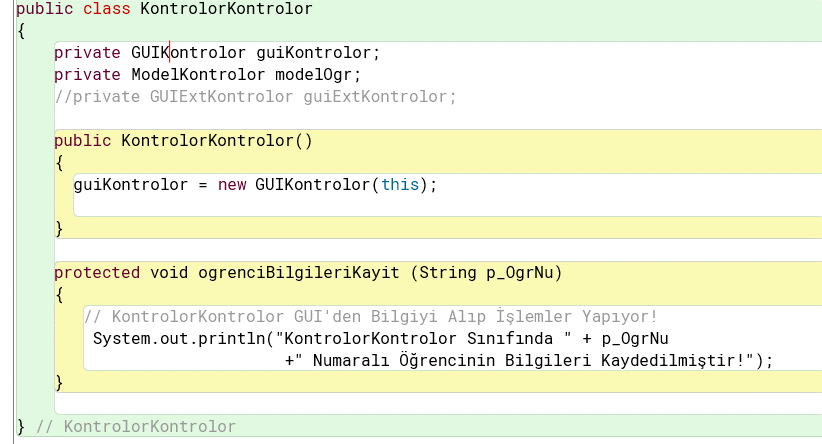 public class KontrolorKontrolor
{
private GUIKontrolor guiKontrolor;
private ModelKontrolor modelOgr;
//private GUIExtKontrolor guiExtKontrolor;
public KontrolorKontrolor()
{
guiKontrolor = new GUIKontrolor(this);
}
protected void ogrenciBilgileriKayit (String p_OgrNu)
{
// KontrolorKontrolor GUI'den Bilgiyi Alıp İşlemler Yapıyor!
System.out.println("KontrolorKontrolor Sınıfında " + p_OgrNu
+" Numaralı Öğrencinin Bilgileri Kaydedilmiştir!");
}
} // KontrolorKontrolor